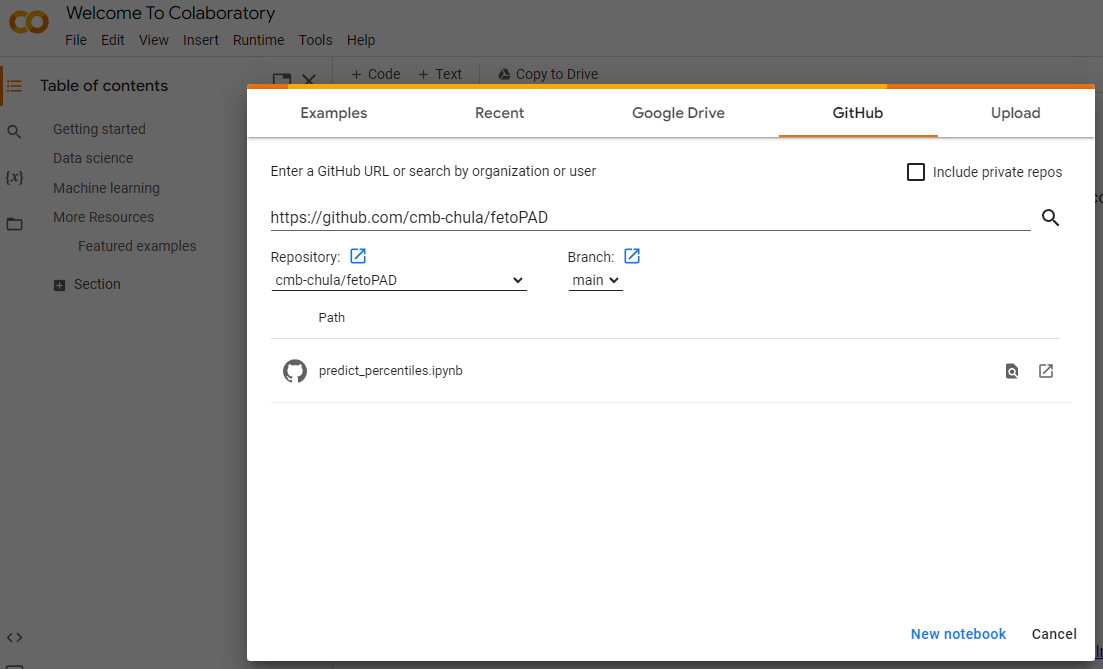 Welcome To Colaboratory
File Edit View Insert Runtime Tools Help
Table of contents
+ Code + Text Copy to Drive
Getting started
Data science
Machine learning
More Resources
Featured examples
Section
{x}
Examples Recent Google Drive GitHub Upload
Enter a GitHub URL or search by organization or user
Include private repos
https://github.com/cmb-chula/fetoPAD
Repository: Branch:
cmb-chula/fetoPAD main
Path
predict_percentiles.ipynb
New notebook Cancel